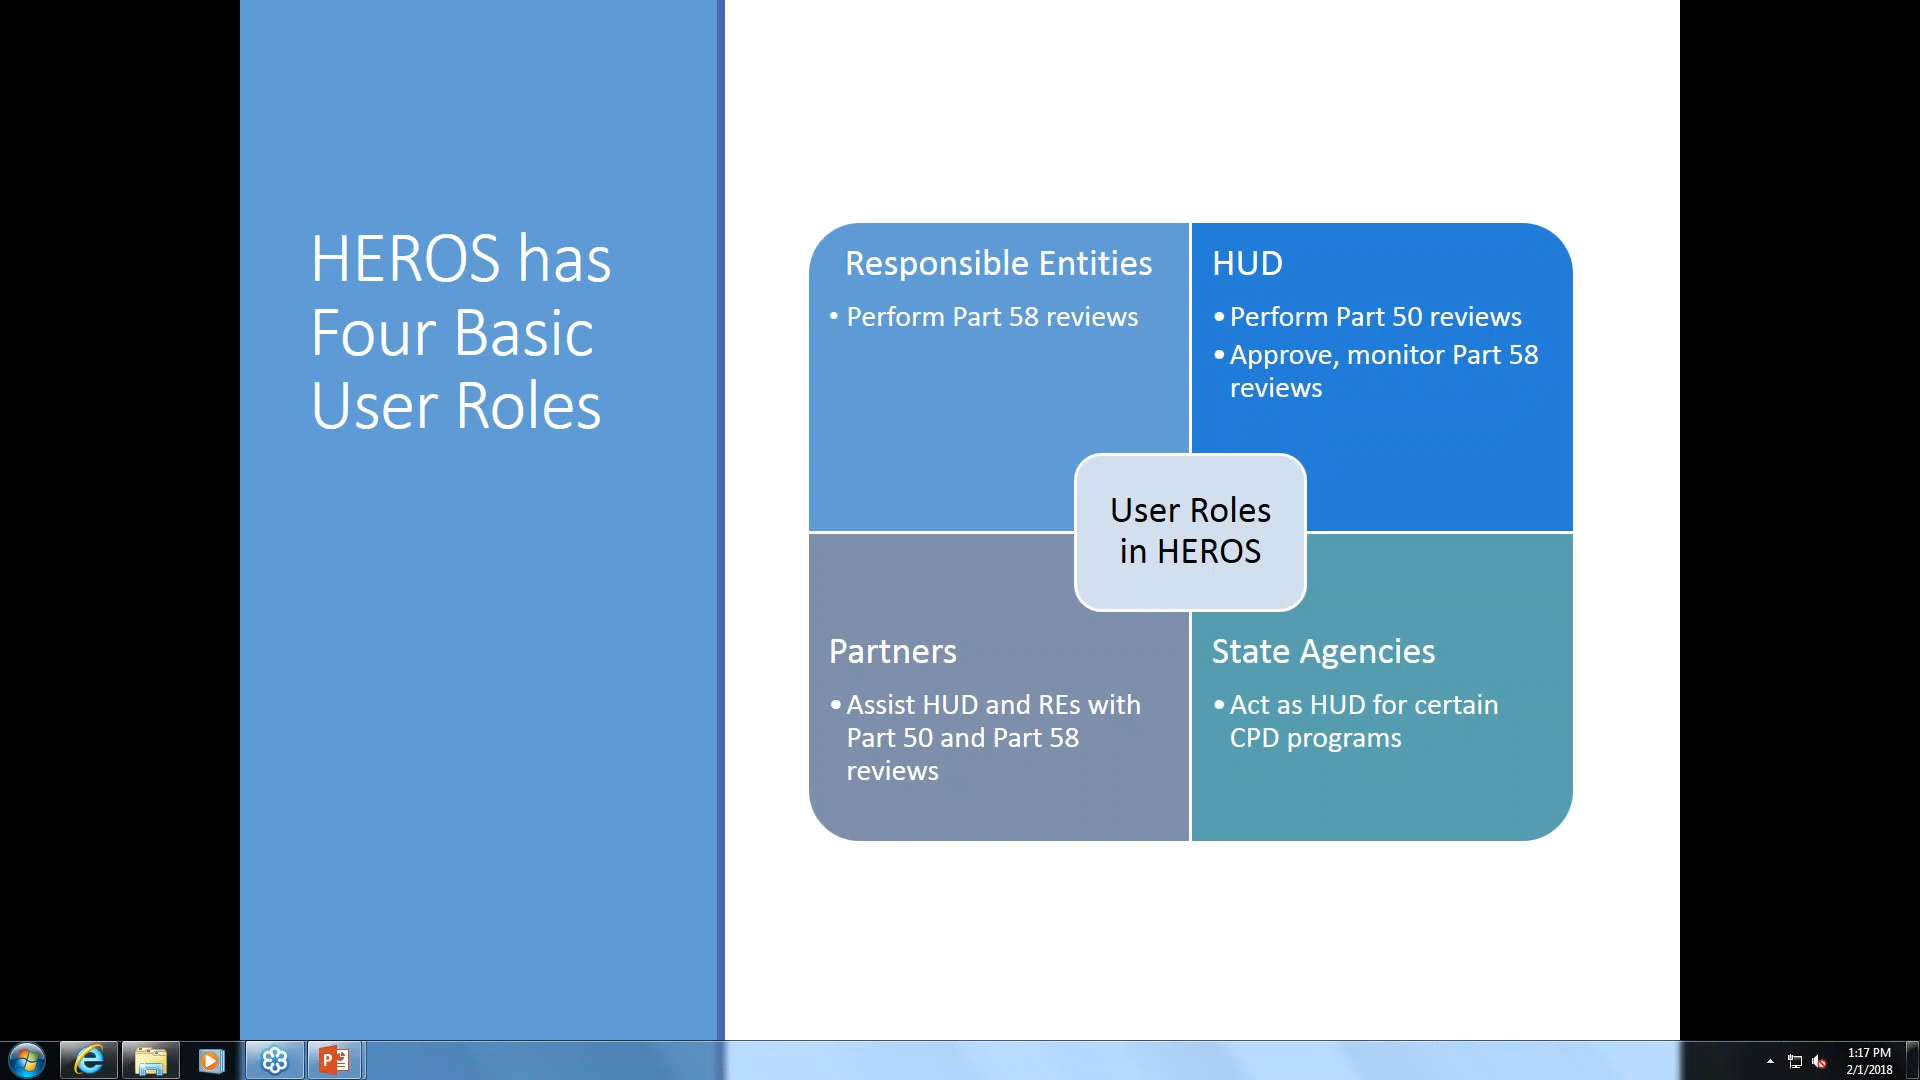 HEROS has
Four Basic
User Roles
Responsible Entities
• Perform Part 58 reviews
HUD
• Perform Part 50 reviews
• Approve, monitor Part 58
reviews
User Roles
in HEROS
Partners
• Assist HUD and REs with
Part 50 and Part 58
reviews
State Agencies
• Act as HUD for certain
CPD programs
1:17 PM
2/1/2018